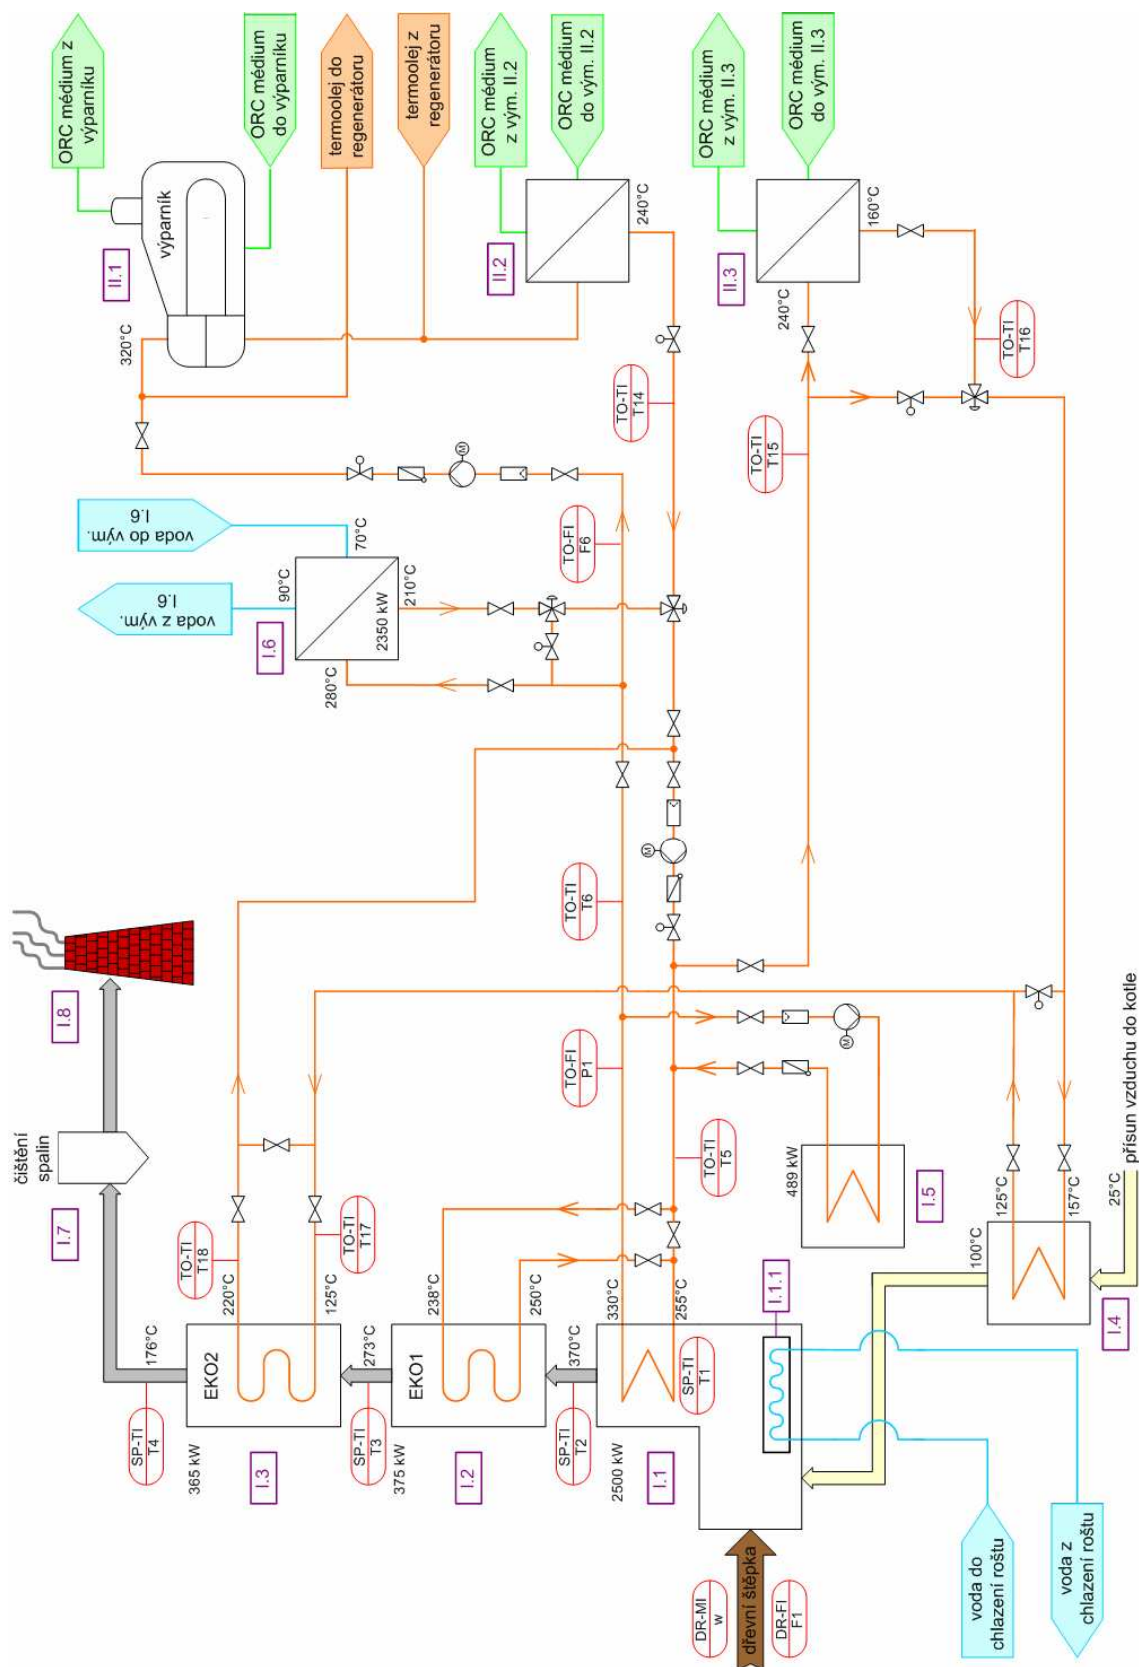 ORC médium z
výparníku
ORC médium
do výparníku
termoolej do
regenerátoru
termoolej z
regenerátoru
ORC médium
z vým. II.2
ORC médium
do vým. II.2
ORC médium
z vým. II.3
ORC médium
do vým. II.3
výparník
II.1
320°C
II.2
240°C
II.3
240°C
160°C
TO-TI
T14
TO-TI
T15
TO-TI
T16
M
voda do vým.
I.6
voda z vým.
I.6
70°C
90°C
210°C
2350 kW
280°C
I.6
TO-FI
F6
TO-TI
T6
M
I.8
čištění
spalin
I.7
TO-FI
P1
TO-TI
T5
M
489 kW
I.5
TO-TI
T18
TO-TI
T17
220°C
125°C
238°C
250°C
330°C
255°C
176°C
EKO2
273°C
EKO1
370°C
SP-TI
T4
SP-TI
T3
SP-TI
T2
SP-TI
T1
365 kW
375 kW
2500 kW
I.3
I.2
I.1
I.1.1
přísun vzduchu do kotle
25°C
125°C
157°C
100°C
I.4
voda do
chlazení roštu
voda z
chlazení roštu
dřevní štěpka
DR-MI
w
DR-FI
F1